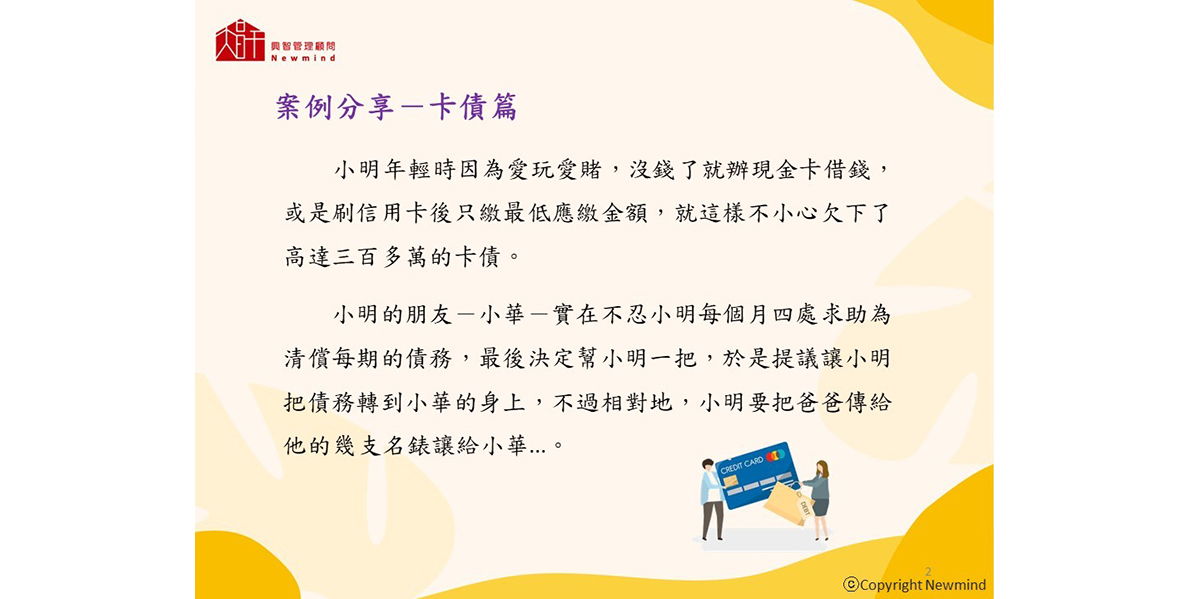 興智管理顧問
Newmind
案例分享－卡債篇
小明年輕時因為愛玩愛賭，沒錢了就辦現金卡借錢，
或是刷信用卡後只繳最低應繳金額，就這樣不小心欠下了
高達三百多萬的卡債。
小明的朋友－小華－實在不忍小明每個月四處求助為
清償每期的債務，最後決定幫小明一把，於是提議讓小明
把債務轉到小華的身上，不過相對地，小明要把爸爸傳給
他的幾支名錶讓給小華...。
CREDIT CARD
DEBT
2
ⓒCopyright Newmind